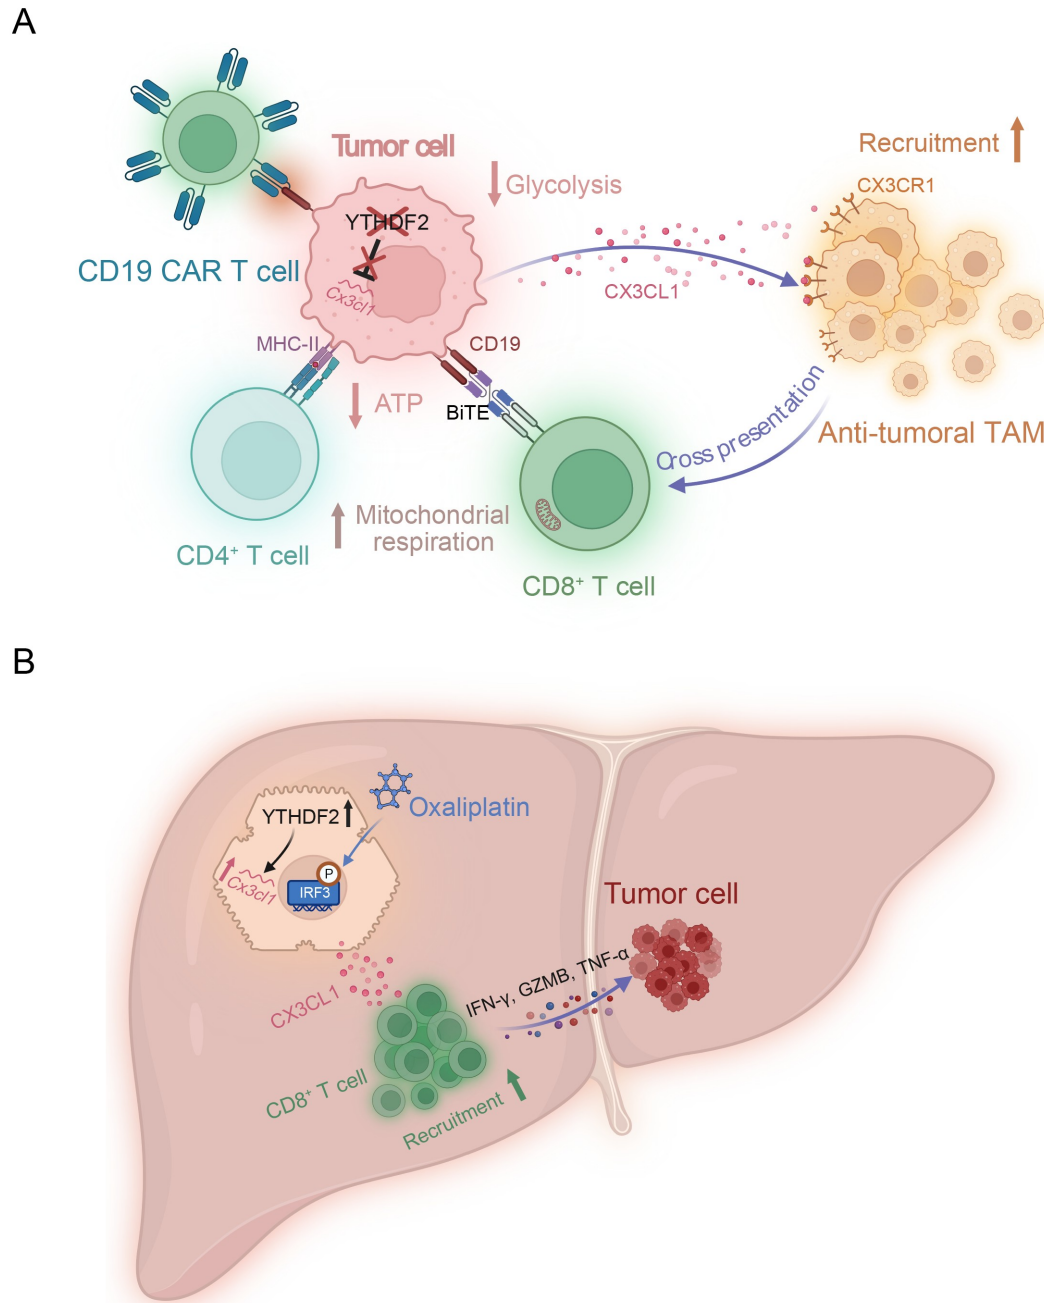 A
Tumor cell
Recruitment
Glycolysis
CX3CR1
YTHDF2
CD19 CAR T cell
Cx3cl1
CX3CL1
MHC-II
CD19
ATP
BiTE
Cross presentation
Anti-tumoral TAM
Mitochondrial
respiration
CD4⁺ T cell
CD8⁺ T cell
B
YTHDF2
Oxaliplatin
Cx3cl1
P
IRF3
Tumor cell
CX3CL1
IFN-γ, GZMB, TNF-α
CD8⁺ T cell
Recruitment